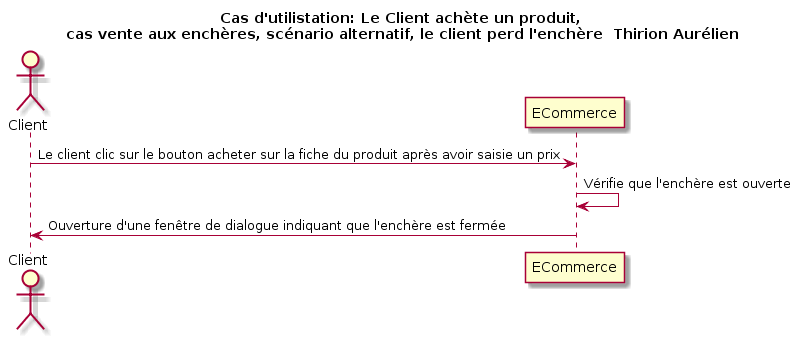 Cas d'utilistation: Le Client achète un produit,
cas vente aux enchères, scénario alternatif, le client perd l'enchère  Thirion Aurélien
Client
ECommerce
Le client clic sur le bouton acheter sur la fiche du produit après avoir saisie un prix
Vérifie que l'enchère est ouverte
Ouverture d'une fenêtre de dialogue indiquant que l'enchère est fermée
Client
ECommerce